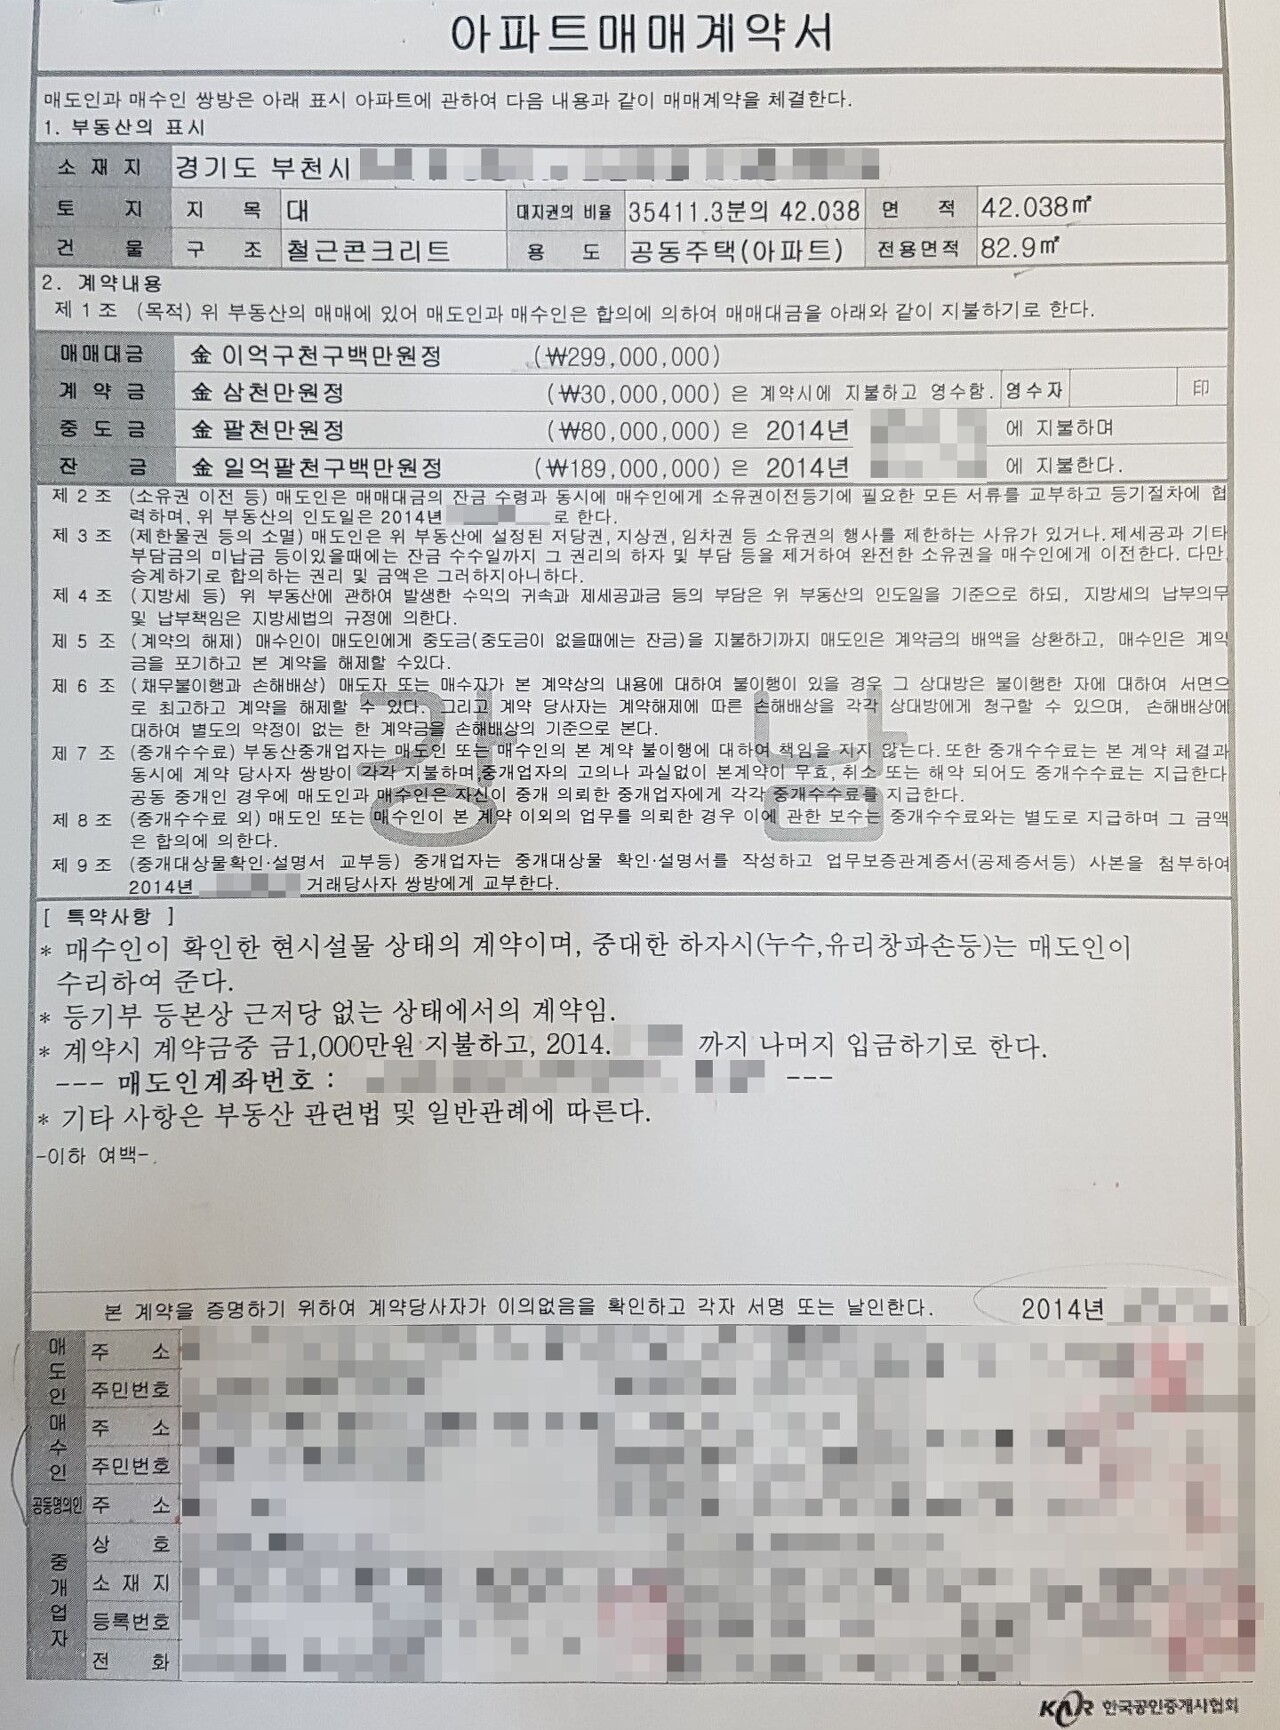 아파트매매계약서
매도인과 매수인 쌍방은 아래 표시 아파트에 관하여 다음 내용과 같이 매매계약을 체결한다.
1. 부동산의 표시
소 재 지 경기도 부천시
토 지 지 목 대 대지권의 비율 35411.3분의 42.038 면 적 42.038㎡
건 물 구 조 철근콘크리트 용 도 공동주택(아파트) 전용면적 82.9㎡
2. 계약내용
제 1 조 (목적) 위 부동산의 매매에 있어 매도인과 매수인은 합의에 의하여 매매대금을 아래와 같이 지불하기로 한다.
매매대금 金 이억구천구백만원정 (₩299,000,000)
계 약 금 金 삼천만원정 (₩30,000,000) 은 계약시에 지불하고 영수함. 영수자 印
중 도 금 金 팔천만원정 (₩80,000,000) 은 2014년 에 지불하며
잔 금 金 일억팔천구백만원정 (₩189,000,000) 은 2014년 에 지불한다.
제 2 조 (소유권 이전 등) 매도인은 매매대금의 잔금 수령과 동시에 매수인에게 소유권이전등기에 필요한 모든 서류를 교부하고 등기절차에 협
력하며, 위 부동산의 인도일은 2014년 로 한다.
제 3 조 (제한물권 등의 소멸) 매도인은 위 부동산에 설정된 저당권, 지상권, 임차권 등 소유권의 행사를 제한하는 사유가 있거나. 제세공과 기타
부담금의 미납금 등이있을때에는 잔금 수수일까지 그 권리의 하자 및 부담 등을 제거하여 완전한 소유권을 매수인에게 이전한다. 다만,
승계하기로 합의하는 권리 및 금액은 그러하지아니하다.
제 4 조 (지방세 등) 위 부동산에 관하여 발생한 수익의 귀속과 제세공과금 등의 부담은 위 부동산의 인도일을 기준으로 하되, 지방세의 납부의무
및 납부책임은 지방세법의 규정에 의한다.
제 5 조 (계약의 해제) 매수인이 매도인에게 중도금(중도금이 없을때에는 잔금)을 지불하기까지 매도인은 계약금의 배액을 상환하고, 매수인은 계약
금을 포기하고 본 계약을 해제할 수있다.
제 6 조 (채무불이행과 손해배상) 매도자 또는 매수자가 본 계약상의 내용에 대하여 불이행이 있을 경우 그 상대방은 불이행한 자에 대하여 서면으
로 최고하고 계약을 해제할 수 있다. 그리고 계약 당사자는 계약해제에 따른 손해배상을 각각 상대방에게 청구할 수 있으며, 손해배상에
대하여 별도의 약정이 없는 한 계약금을 손해배상의 기준으로 본다.
제 7 조 (중개수수료) 부동산중개업자는 매도인 또는 매수인의 본 계약 불이행에 대하여 책임을 지지 않는다. 또한 중개수수료는 본 계약 체결과
동시에 계약 당사자 쌍방이 각각 지불하며,중개업자의 고의나 과실없이 본계약이 무효, 취소 또는 해약 되어도 중개수수료는 지급한다.
공동 중개인 경우에 매도인과 매수인은 자신이 중개 의뢰한 중개업자에게 각각 중개수수료를 지급한다.
제 8 조 (중개수수료 외) 매도인 또는 매수인이 본 계약 이외의 업무를 의뢰한 경우 이에 관한 보수는 중개수수료와는 별도로 지급하며 그 금액
은 합의에 의한다.
제 9 조 (중개대상물확인·설명서 교부등) 중개업자는 중개대상물 확인·설명서를 작성하고 업무보증관계증서(공제증서등) 사본을 첨부하여
2014년 거래당사자 쌍방에게 교부한다.
강남
[ 특약사항 ]
* 매수인이 확인한 현시설물 상태의 계약이며, 중대한 하자시(누수,유리창파손등)는 매도인이
수리하여 준다.
* 등기부 등본상 근저당 없는 상태에서의 계약임.
* 계약시 계약금중 금1,000만원 지불하고, 2014. 까지 나머지 입금하기로 한다.
--- 매도인계좌번호 : ---
* 기타 사항은 부동산 관련법 및 일반관례에 따른다.
-이하 여백-.
본 계약을 증명하기 위하여 계약당사자가 이의없음을 확인하고 각자 서명 또는 날인한다. 2014년
매도인 주 소
주민번호
매수인 주 소
주민번호
공동명의인 주 소
중개업자 상 호
소 재 지
등록번호
전 화
KAR 한국공인중개사협회